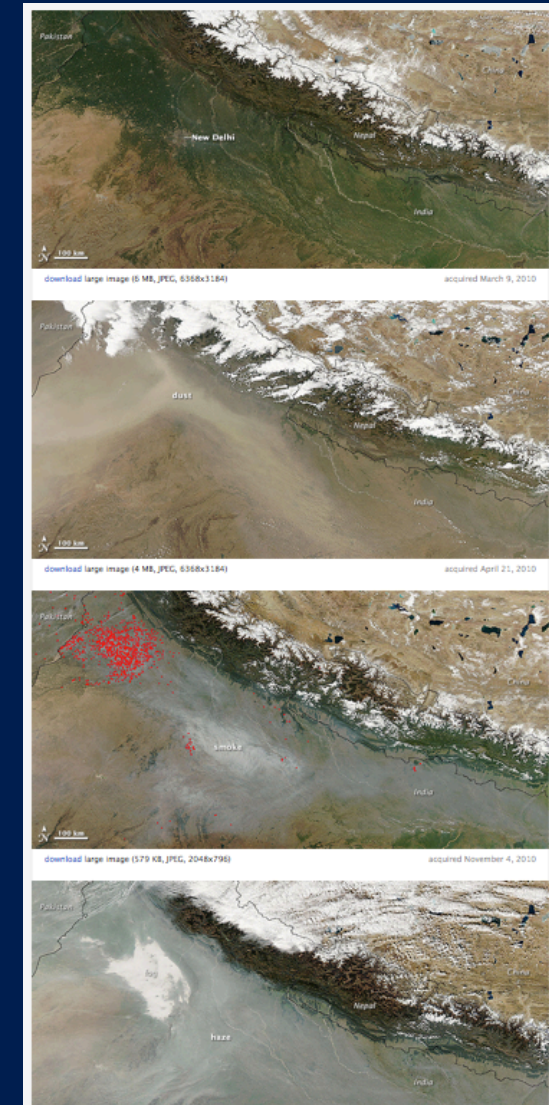 Pakistan
China
New Delhi
Nepal
India
N 100 km
download large image (6 MB, JPEG, 6368x3184) acquired March 9, 2010
Pakistan
China
dust
Nepal
India
N 100 km
download large image (4 MB, JPEG, 6368x3184) acquired April 21, 2010
Pakistan
China
smoke
India
N 100 km
download large image (579 KB, JPEG, 2048x796) acquired November 4, 2010
Pakistan
fog
China
Nepal
haze
India